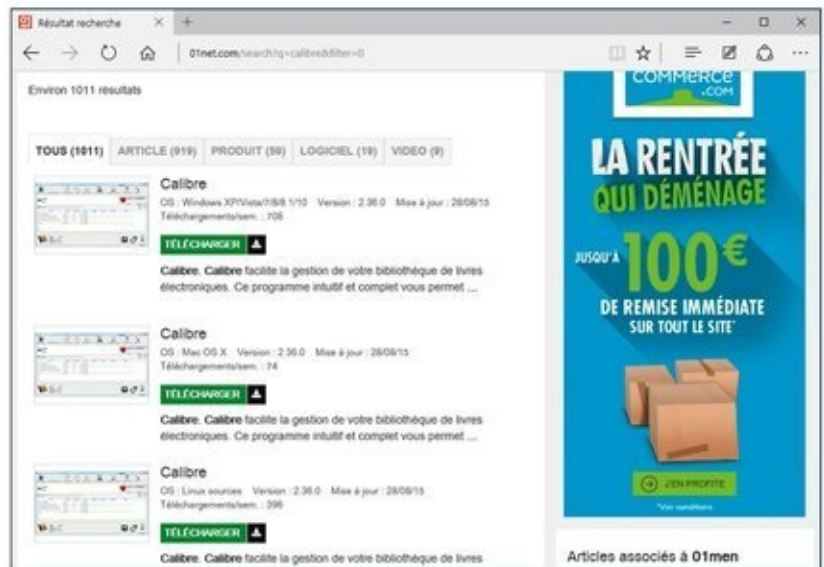 Résultat recherche
01net.com/search?q=calibre&filter=0
Environ 1011 résultats
TOUS (1011) ARTICLE (919) PRODUIT (59) LOGICIEL (19) VIDEO (9)
Calibre
OS : Windows XP/Vista/7/8/8.1/10 Version : 2.36.0 Mise à jour : 28/08/15
Téléchargements/sem. : 708
TÉLÉCHARGER
Calibre. Calibre facilite la gestion de votre bibliothèque de livres
électroniques. Ce programme intuitif et complet vous permet ...
Calibre
OS : Mac OS X Version : 2.36.0 Mise à jour : 28/08/15
Téléchargements/sem. : 74
TÉLÉCHARGER
Calibre. Calibre facilite la gestion de votre bibliothèque de livres
électroniques. Ce programme intuitif et complet vous permet ...
Calibre
OS : Linux sources Version : 2.36.0 Mise à jour : 28/08/15
Téléchargements/sem. : 396
TÉLÉCHARGER
Calibre. Calibre facilite la gestion de votre bibliothèque de livres
COMMERCE
.COM
LA RENTRÉE
QUI DÉMÉNAGE
JUSQU'À 100€
DE REMISE IMMÉDIATE
SUR TOUT LE SITE*
J'EN PROFITE
*Voir conditions
Articles associés à 01men